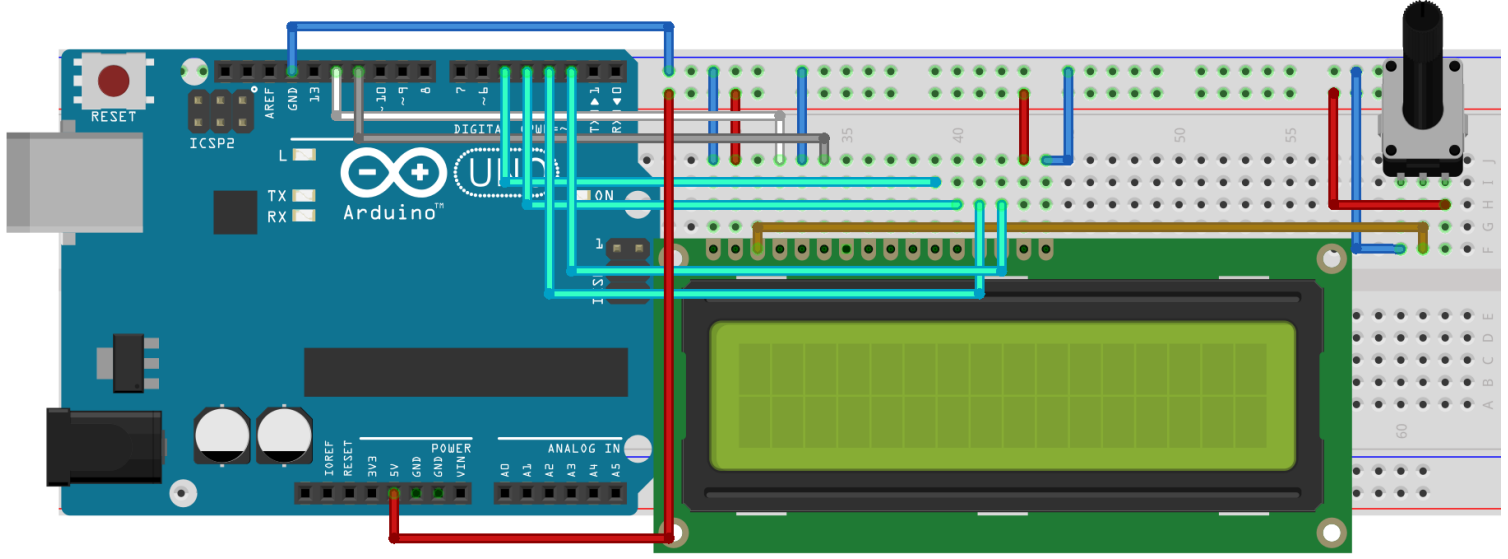 RESET
ICSP2
AREF
GND
13
~10
~9
8
7
~6
TX 1
RX 0
L
TX
RX
UNO
Arduino™
ON
1
35
40
50
55
J
I
H
G
F
E
D
C
B
A
60
POWER
ANALOG IN
IOREF
RESET
3V3
5V
GND
GND
VIN
A0
A1
A2
A3
A4
A5